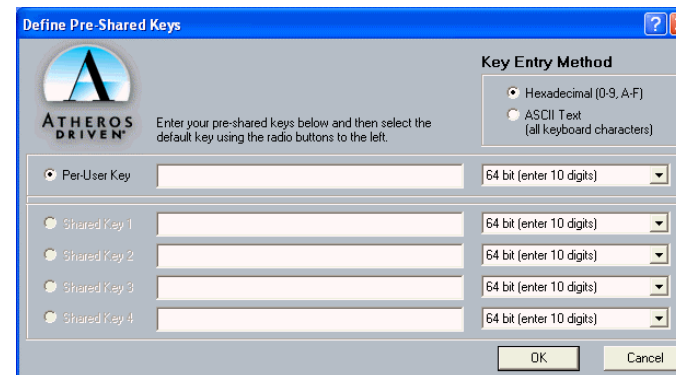 Define Pre-Shared Keys
Key Entry Method
Hexadecimal (0-9, A-F)
ASCII Text
(all keyboard characters)
ATHEROS
DRIVEN
Enter your pre-shared keys below and then select the
default key using the radio buttons to the left.
Per-User Key
64 bit (enter 10 digits)
Shared Key 1
64 bit (enter 10 digits)
Shared Key 2
64 bit (enter 10 digits)
Shared Key 3
64 bit (enter 10 digits)
Shared Key 4
64 bit (enter 10 digits)
OK
Cancel